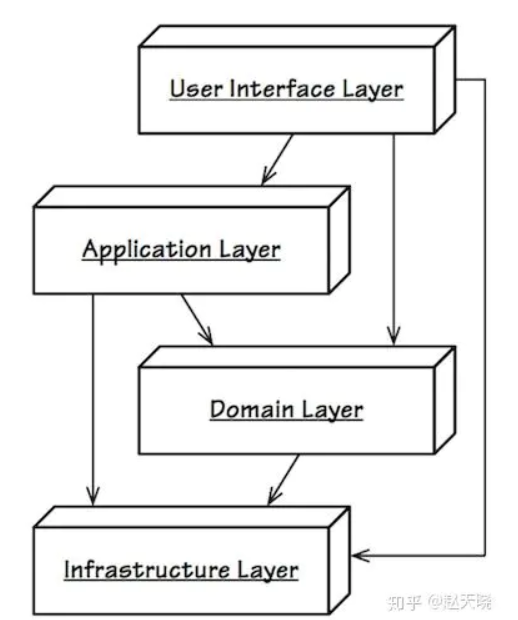 User Interface Layer
Application Layer
Domain Layer
Infrastructure Layer
知乎 @赵天晓